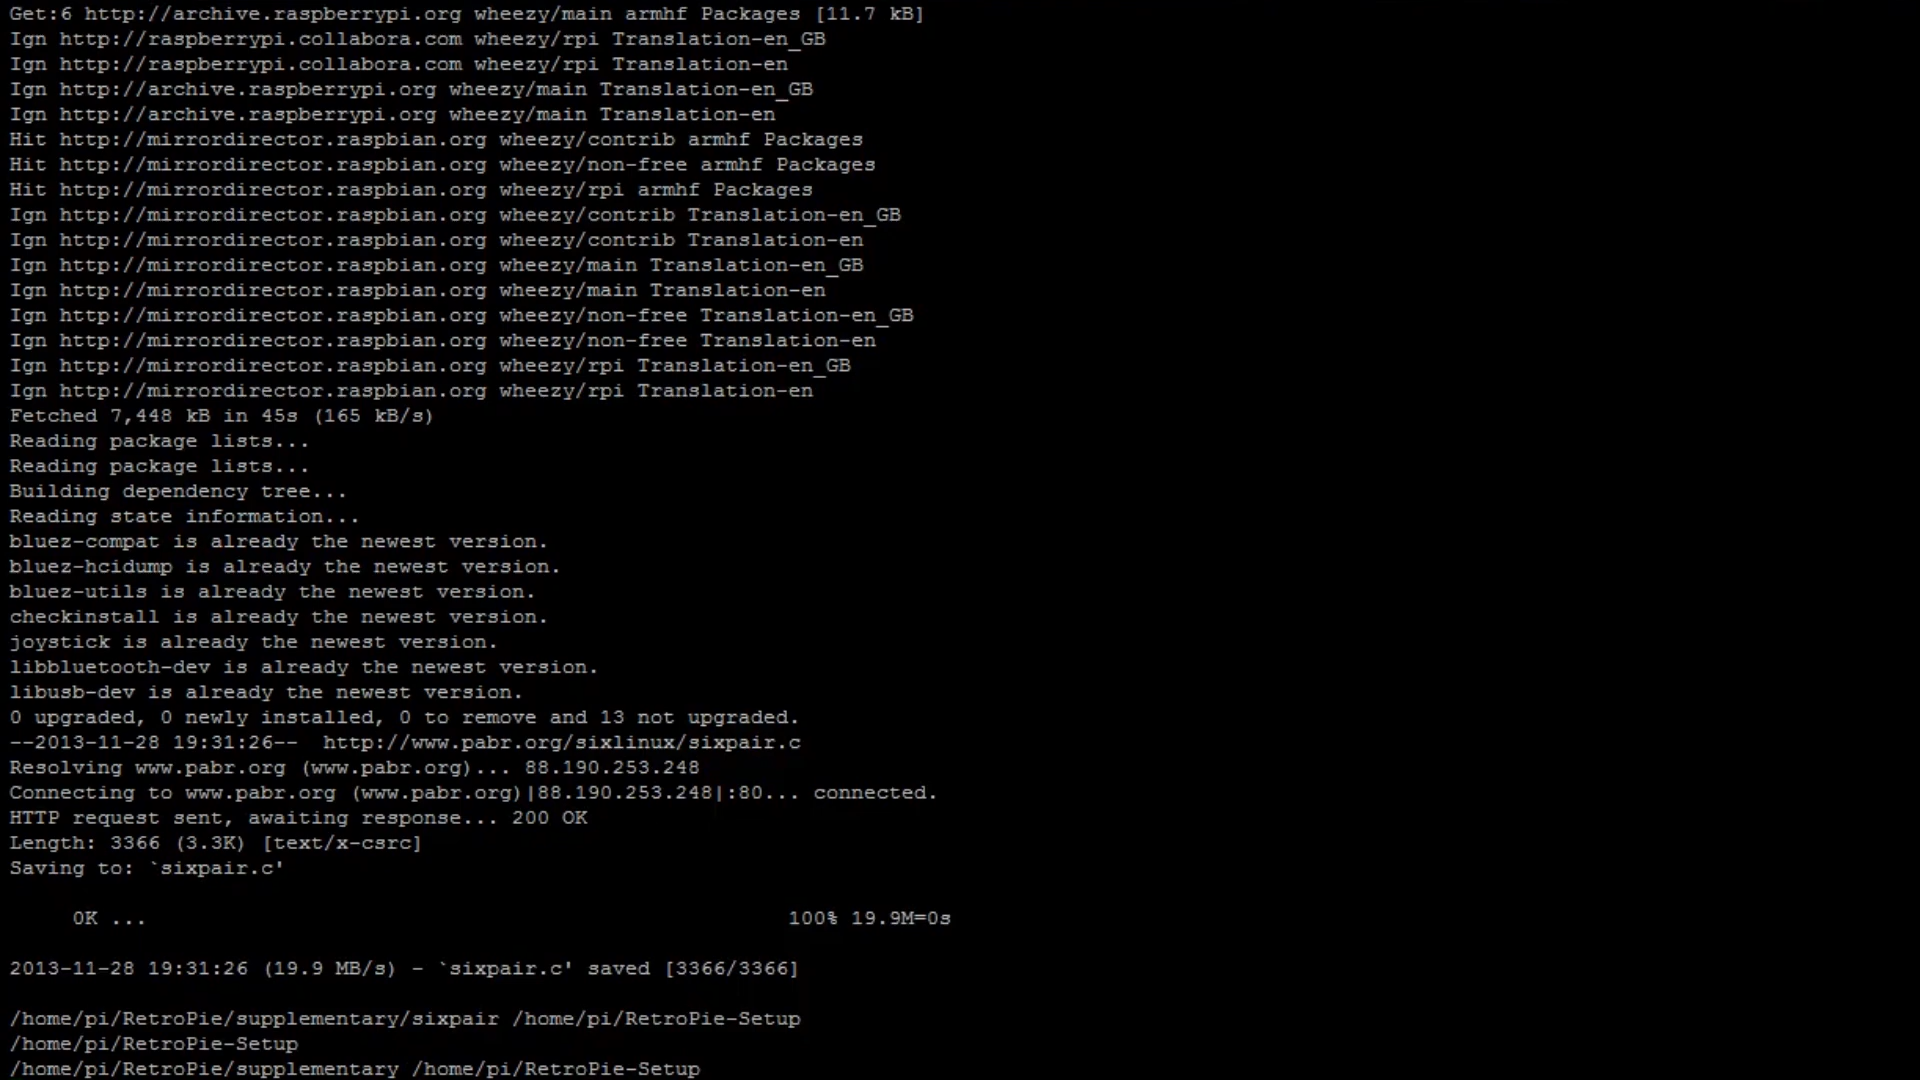 Get:6 http://archive.raspberrypi.org wheezy/main armhf Packages [11.7 kB]
Ign http://raspberrypi.collabora.com wheezy/rpi Translation-en_GB
Ign http://raspberrypi.collabora.com wheezy/rpi Translation-en
Ign http://archive.raspberrypi.org wheezy/main Translation-en_GB
Ign http://archive.raspberrypi.org wheezy/main Translation-en
Hit http://mirrordirector.raspbian.org wheezy/contrib armhf Packages
Hit http://mirrordirector.raspbian.org wheezy/non-free armhf Packages
Hit http://mirrordirector.raspbian.org wheezy/rpi armhf Packages
Ign http://mirrordirector.raspbian.org wheezy/contrib Translation-en_GB
Ign http://mirrordirector.raspbian.org wheezy/contrib Translation-en
Ign http://mirrordirector.raspbian.org wheezy/main Translation-en_GB
Ign http://mirrordirector.raspbian.org wheezy/main Translation-en
Ign http://mirrordirector.raspbian.org wheezy/non-free Translation-en_GB
Ign http://mirrordirector.raspbian.org wheezy/non-free Translation-en
Ign http://mirrordirector.raspbian.org wheezy/rpi Translation-en_GB
Ign http://mirrordirector.raspbian.org wheezy/rpi Translation-en
Fetched 7,448 kB in 45s (165 kB/s)
Reading package lists...
Reading package lists...
Building dependency tree...
Reading state information...
bluez-compat is already the newest version.
bluez-hcidump is already the newest version.
bluez-utils is already the newest version.
checkinstall is already the newest version.
joystick is already the newest version.
libbluetooth-dev is already the newest version.
libusb-dev is already the newest version.
0 upgraded, 0 newly installed, 0 to remove and 13 not upgraded.
--2013-11-28 19:31:26--  http://www.pabr.org/sixlinux/sixpair.c
Resolving www.pabr.org (www.pabr.org)... 88.190.253.248
Connecting to www.pabr.org (www.pabr.org)|88.190.253.248|:80... connected.
HTTP request sent, awaiting response... 200 OK
Length: 3366 (3.3K) [text/x-csrc]
Saving to: `sixpair.c'
0K ... 100% 19.9M=0s
2013-11-28 19:31:26 (19.9 MB/s) - `sixpair.c' saved [3366/3366]
/home/pi/RetroPie/supplementary/sixpair /home/pi/RetroPie-Setup
/home/pi/RetroPie-Setup
/home/pi/RetroPie/supplementary /home/pi/RetroPie-Setup